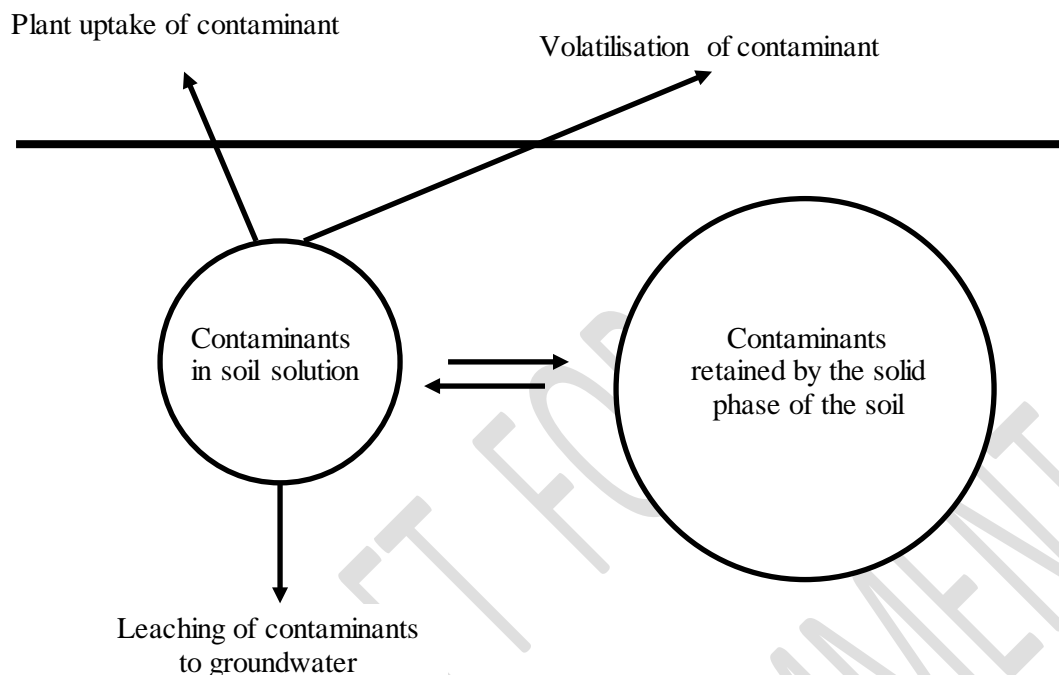 Plant uptake of contaminant
Volatilisation of contaminant
Contaminants
in soil solution
Contaminants
retained by the solid
phase of the soil
Leaching of contaminants
to groundwater
FOR